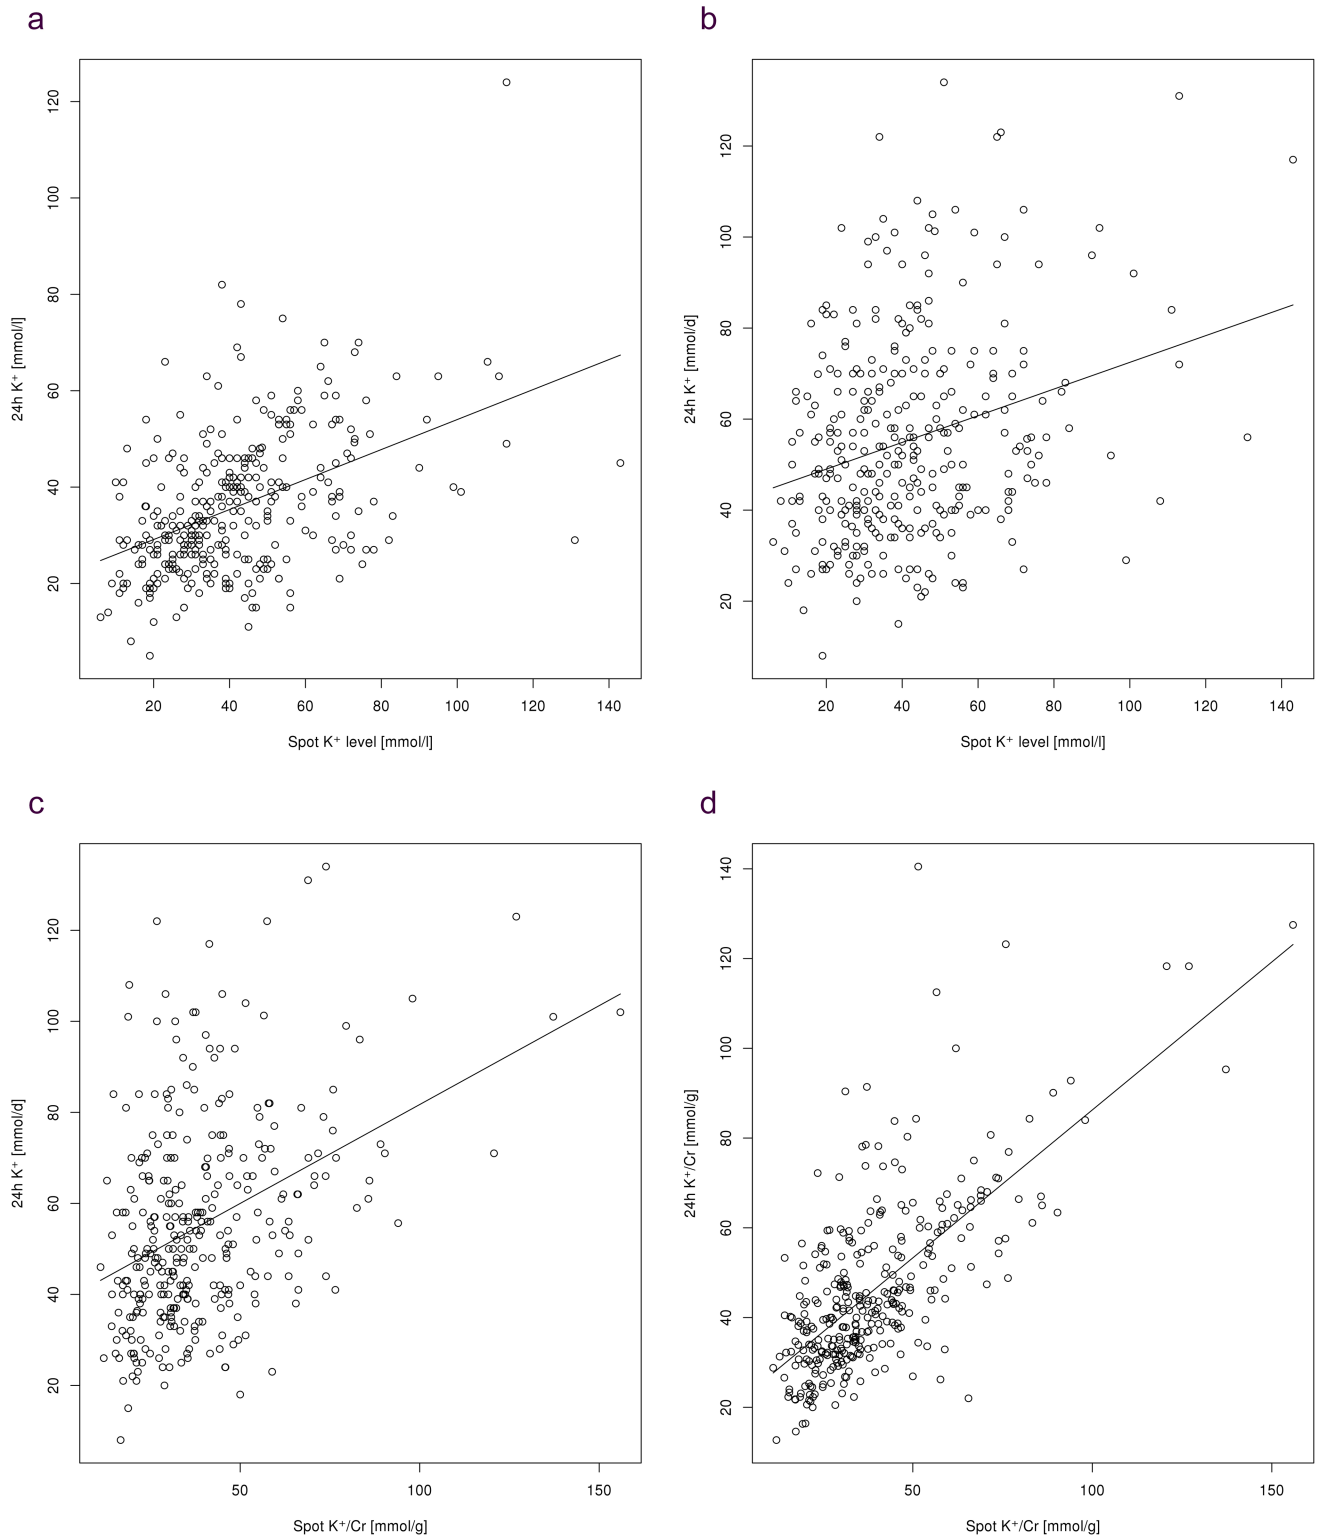 a
24h K⁺ [mmol/l]
20 40 60 80 100 120
20 40 60 80 100 120 140
Spot K⁺ level [mmol/l]
b
24h K⁺ [mmol/d]
20 40 60 80 100 120
20 40 60 80 100 120 140
Spot K⁺ level [mmol/l]
c
24h K⁺ [mmol/d]
20 40 60 80 100 120
50 100 150
Spot K⁺/Cr [mmol/g]
d
24h K⁺/Cr [mmol/g]
20 40 60 80 100 120 140
50 100 150
Spot K⁺/Cr [mmol/g]